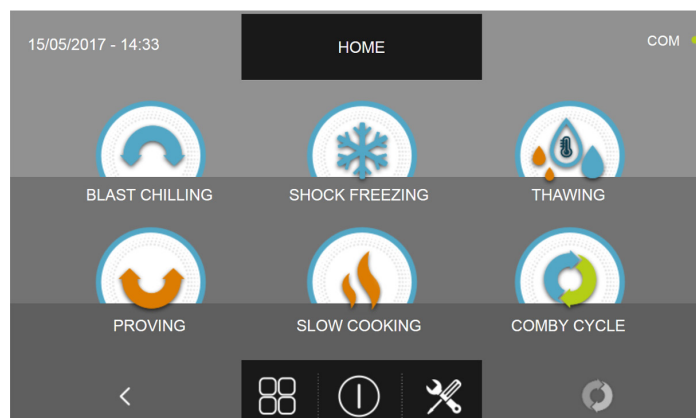 15/05/2017 - 14:33
HOME
COM
BLAST CHILLING
SHOCK FREEZING
THAWING
PROVING
SLOW COOKING
COMBY CYCLE